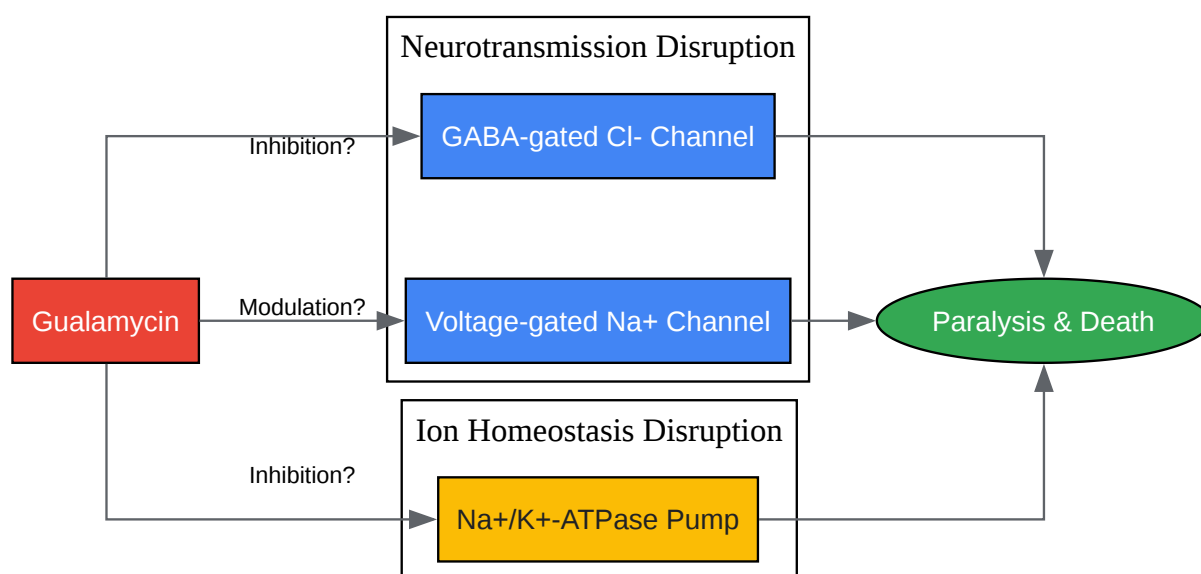 Neurotransmission Disruption
Inhibition?
GABA-gated Cl- Channel
Gualamycin
Modulation?
Voltage-gated Na+ Channel
Paralysis & Death
Ion Homeostasis Disruption
Inhibition?
Na+/K+-ATPase Pump